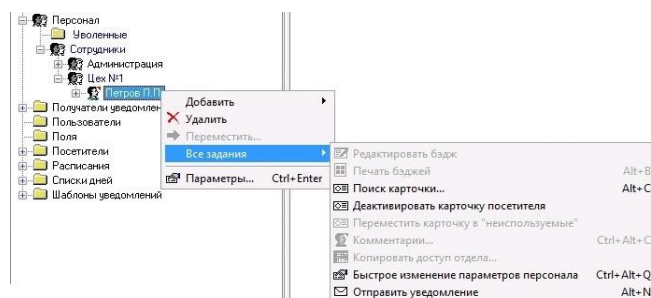 Персонал
Уволенные
Сотрудники
Администрация
Цех №1
Петров П.П
Получатели уведомлен
Пользователи
Поля
Посетители
Расписания
Списки дней
Шаблоны уведомлений
Добавить
Удалить
Переместить...
Все задания
Параметры... Ctrl+Enter
Редактировать бэдж
Печать бэджей Alt+B
Поиск карточки... Alt+C
Деактивировать карточку посетителя
Переместить карточку в "неиспользуемые"
Комментарии... Ctrl+Alt+C
Копировать доступ отдела...
Быстрое изменение параметров персонала Ctrl+Alt+Q
Отправить уведомление Alt+N